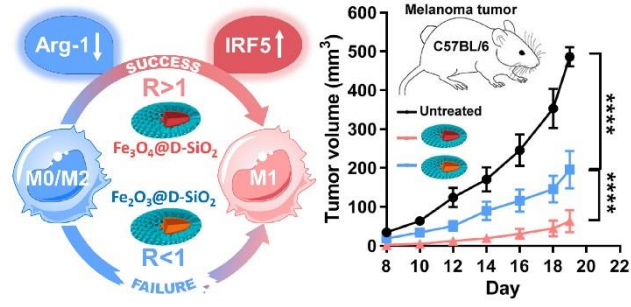 Arg-1↓
IRF5↑
SUCCESS
R>1
Fe₃O₄@D-SiO₂
M0/M2
M1
Fe₂O₃@D-SiO₂
R<1
FAILURE
Melanoma tumor
C57BL/6
Untreated
****
****
Tumor volume (mm³)
600
500
400
300
200
100
0
8 10 12 14 16 18 20 22
Day